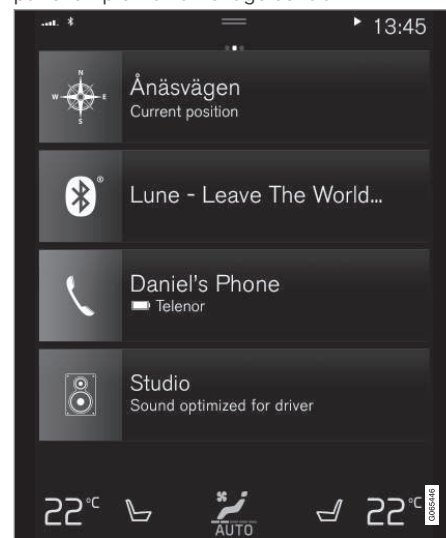 13:45
N
W E
S
Ånäsvägen
Current position
Lune - Leave The World...
Daniel's Phone
Telenor
Studio
Sound optimized for driver
22°C 22°C
AUTO
G065446